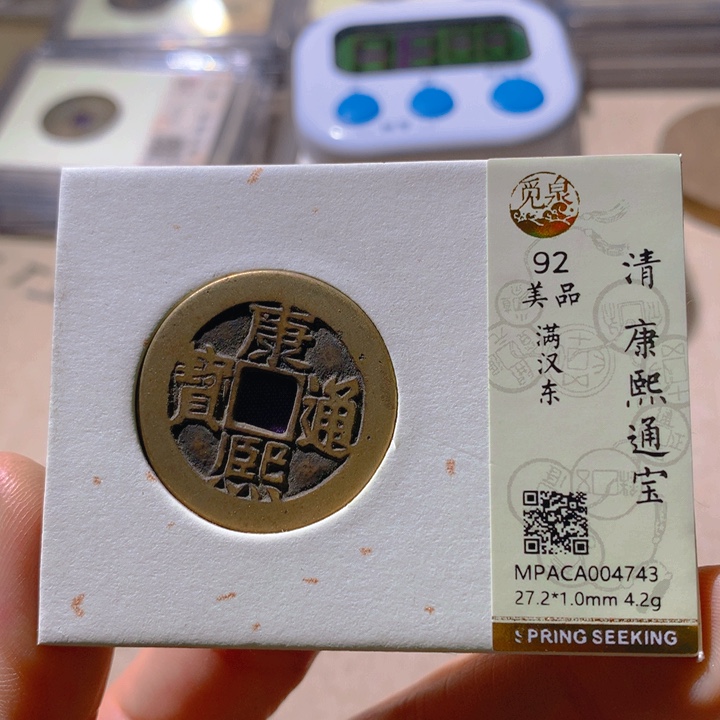 康熙通寶
觅泉
92
美品
满汉东
清 康熙通宝
MPACA004743
27.2*1.0mm 4.2g
SPRING SEEKING